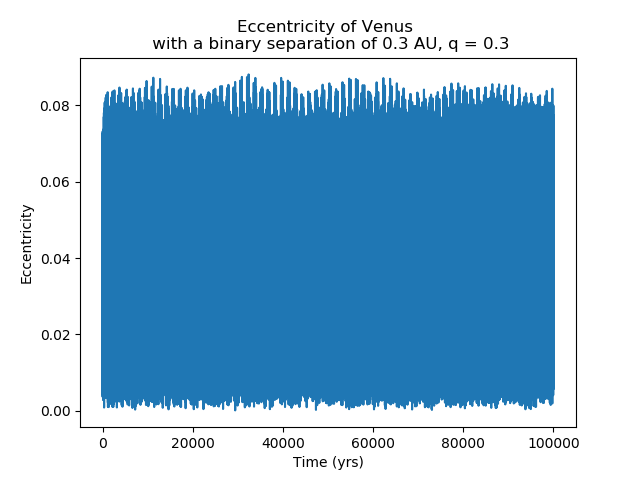 Eccentricity of Venus
with a binary separation of 0.3 AU, q = 0.3
0.08
0.06
0.04
0.02
0.00
Eccentricity
0 20000 40000 60000 80000 100000
Time (yrs)